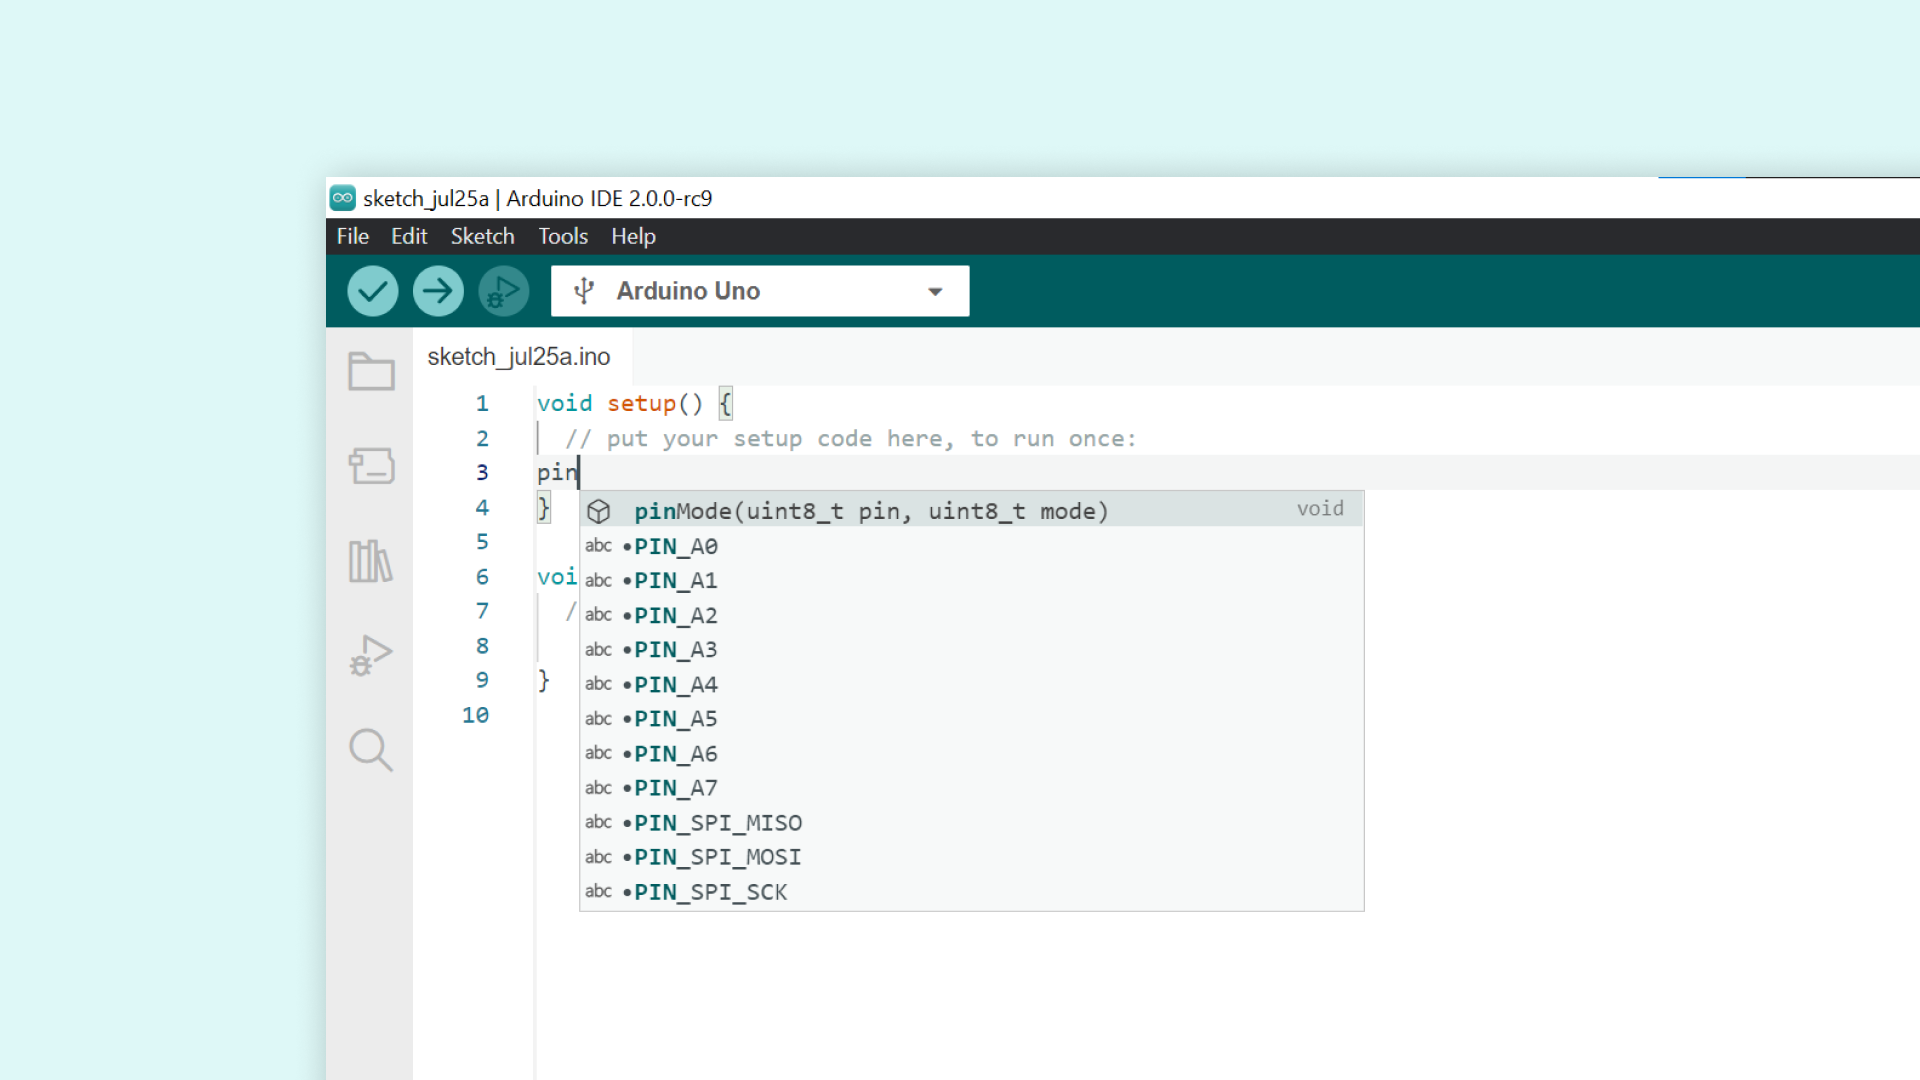 sketch_jul25a | Arduino IDE 2.0.0-rc9
File Edit Sketch Tools Help
Arduino Uno
sketch_jul25a.ino
1 void setup() {
2 // put your setup code here, to run once:
3 pin
4 }
pinMode(uint8_t pin, uint8_t mode) void
abc •PIN_A0
5
abc •PIN_A1
6 voi
abc •PIN_A2
7 /
abc •PIN_A3
8
abc •PIN_A4
9 }
abc •PIN_A5
10
abc •PIN_A6
abc •PIN_A7
abc •PIN_SPI_MISO
abc •PIN_SPI_MOSI
abc •PIN_SPI_SCK